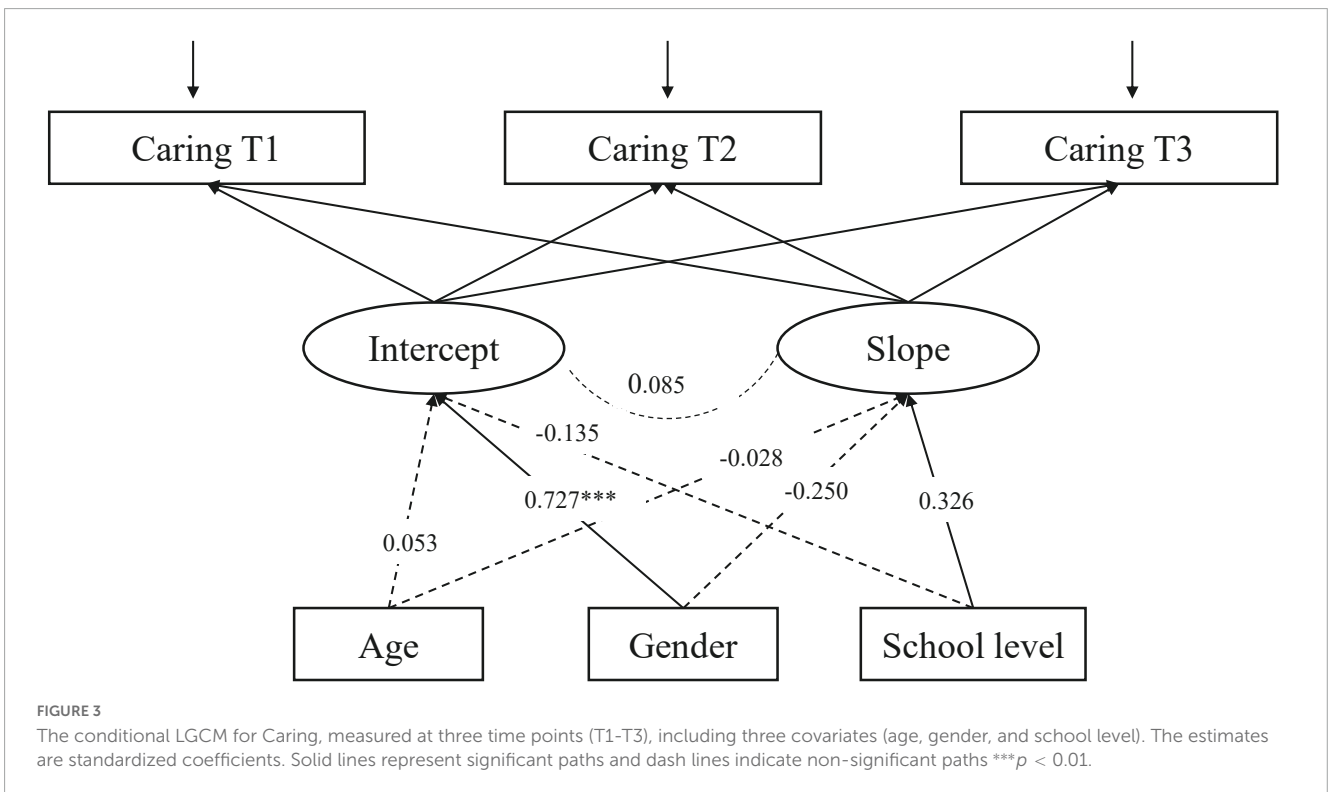 Caring T1
Caring T2
Caring T3
Intercept
Slope
0.085
-0.135
-0.028
-0.250
0.727***
0.326
0.053
Age
Gender
School level
FIGURE 3
The conditional LGCM for Caring, measured at three time points (T1-T3), including three covariates (age, gender, and school level). The estimates
are standardized coefficients. Solid lines represent significant paths and dash lines indicate non-significant paths ***p < 0.01.